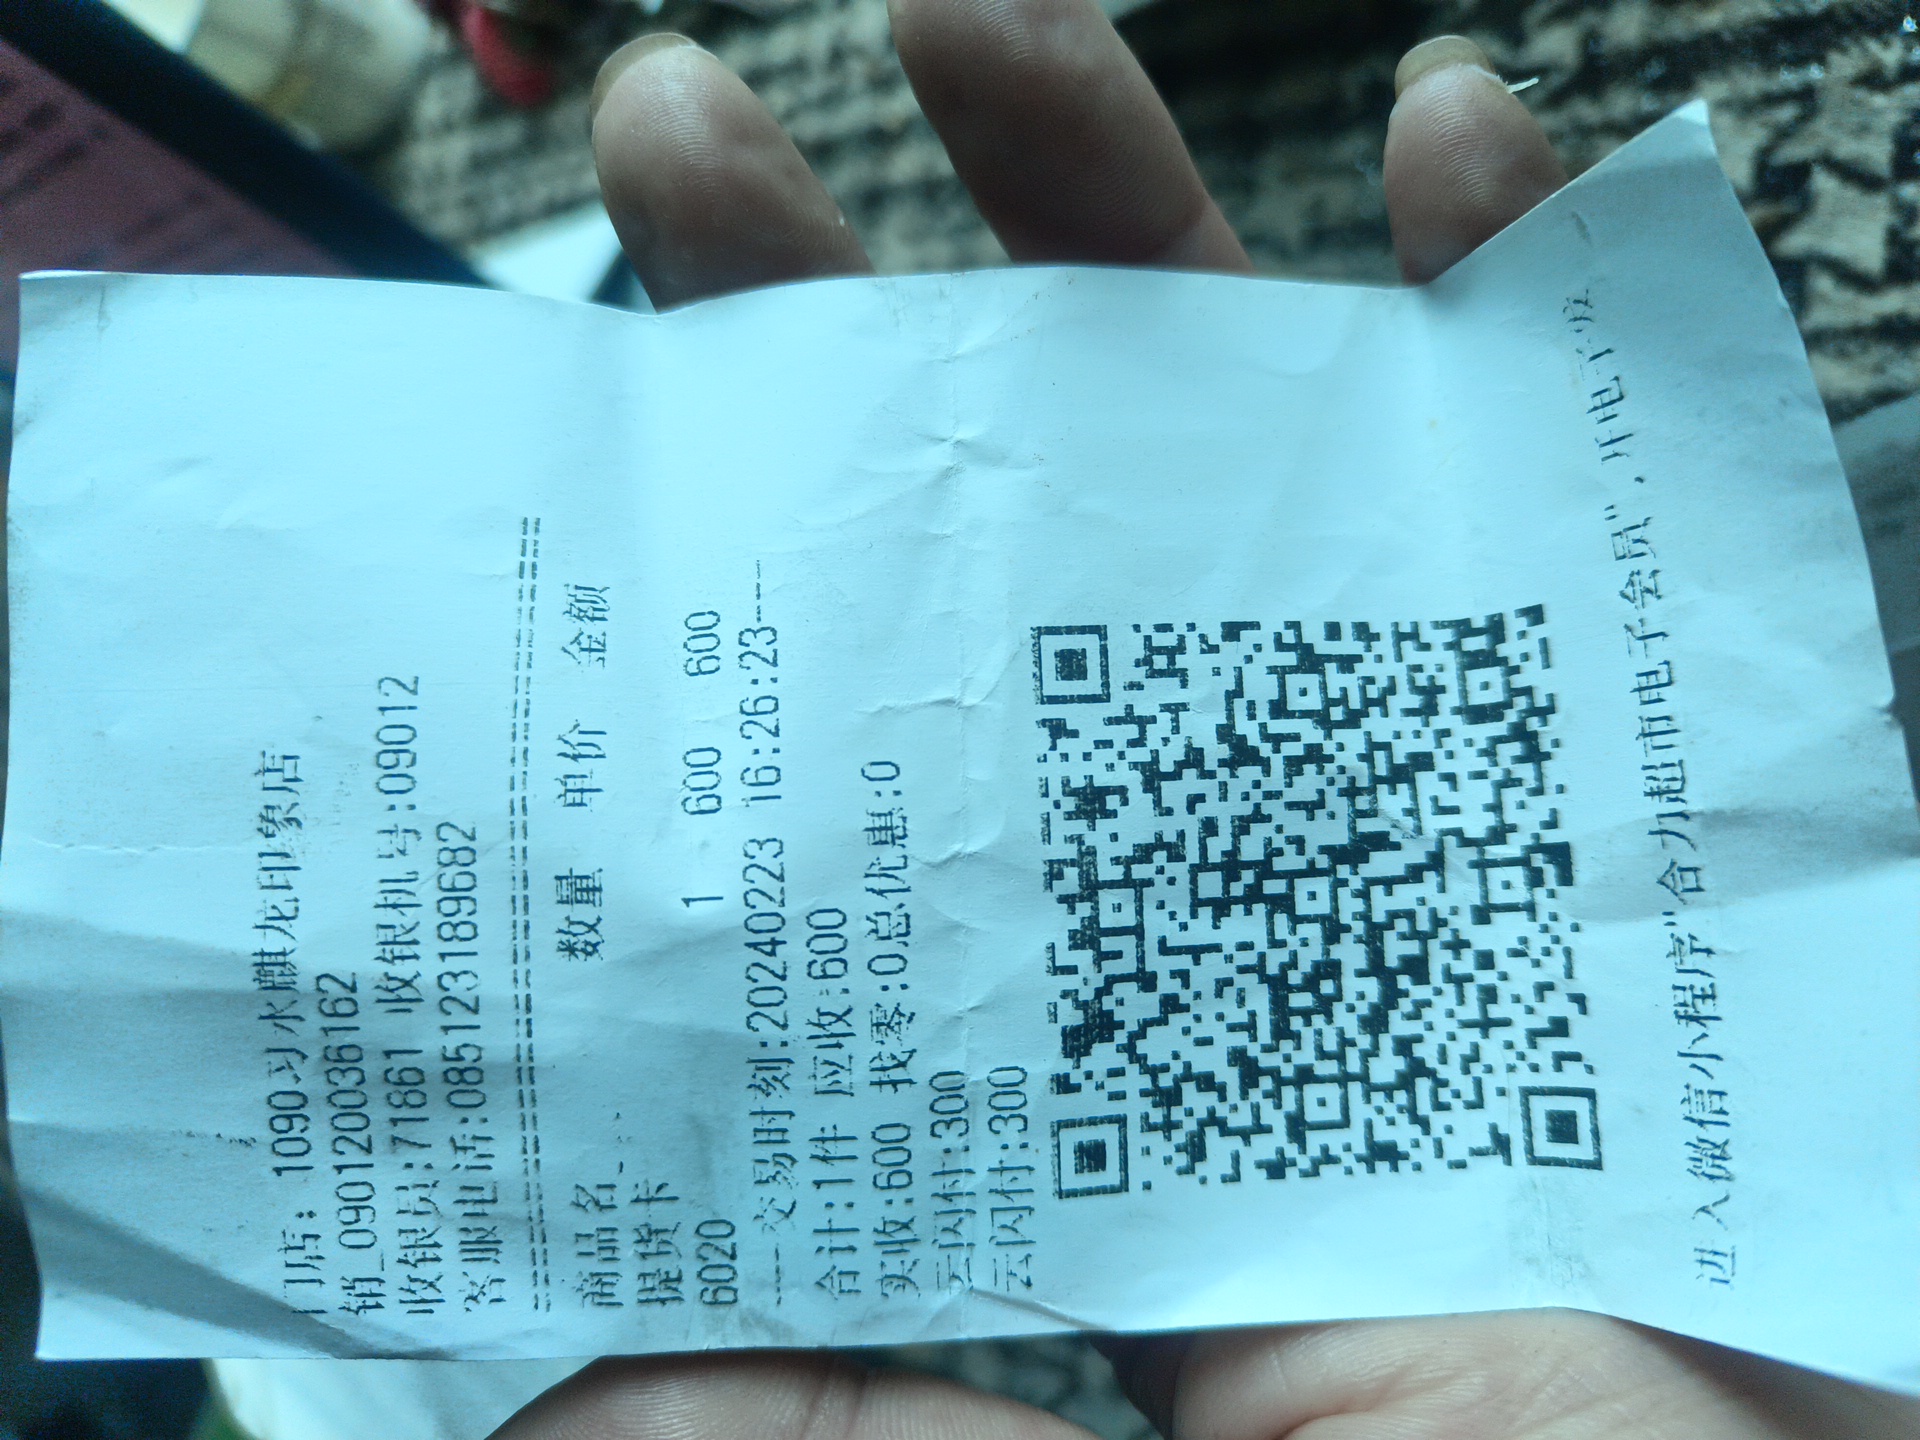 门店: 1090习水麒龙印象店
销_090120036162
收银员:71861 收银机号:09012
客服电话:085123189682
商品名 数量 单价 金额
提货卡
6020 1 600 600
----交易时刻:20240223 16:26:23----
合计:1件 应收:600
实收:600 找零:0总优惠:0
云闪付:300
云闪付:300
进入微信小程序"合力超市电子会员", 开电子发